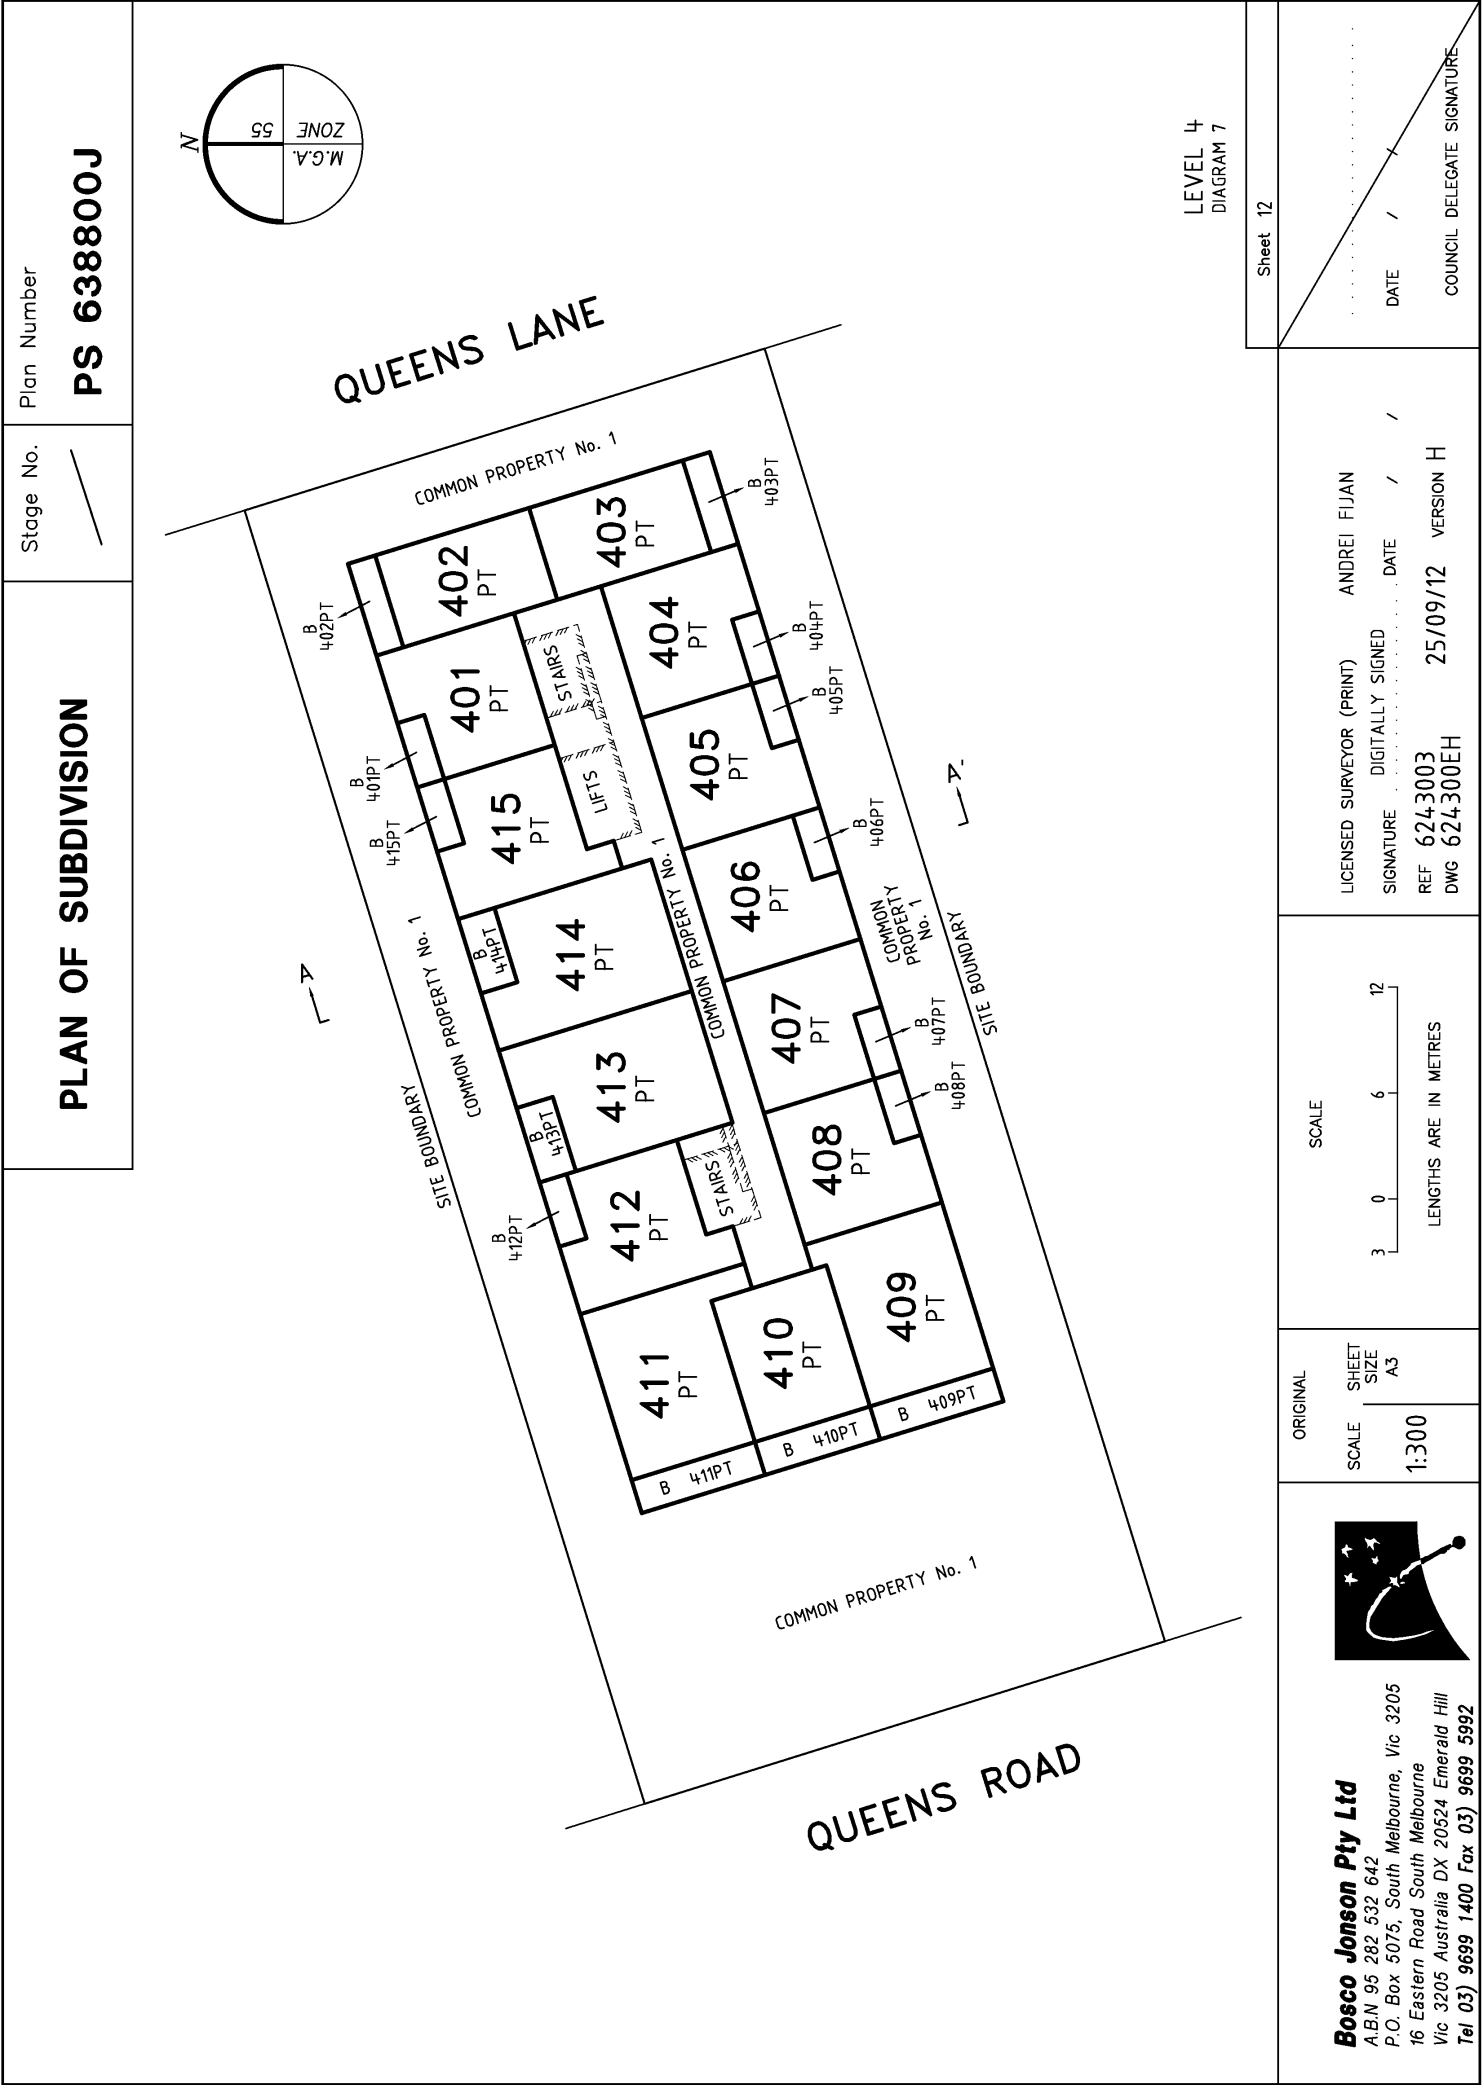 PLAN OF SUBDIVISION
Stage No.
Plan Number
PS 638800J
N
55
ZONE
M.G.A.
QUEENS LANE
COMMON PROPERTY No. 1
402
PT
403
PT
B
402PT
B
403PT
401
PT
404
PT
B
401PT
B
404PT
STAIRS
LIFTS
415
PT
405
PT
B
415PT
B
405PT
414
PT
406
PT
B
414PT
B
406PT
A
A'
COMMON PROPERTY No. 1
COMMON PROPERTY No. 1
COMMON
PROPERTY
No. 1
SITE BOUNDARY
SITE BOUNDARY
413
PT
407
PT
B
413PT
B
407PT
412
PT
408
PT
B
412PT
B
408PT
STAIRS
411
PT
410
PT
409
PT
B 411PT
B 410PT
B 409PT
COMMON PROPERTY No. 1
QUEENS ROAD
LEVEL 4
DIAGRAM 7
Sheet 12
Bosco Jonson Pty Ltd
A.B.N 95 282 532 642
P.O. Box 5075, South Melbourne, Vic 3205
16 Eastern Road South Melbourne
Vic 3205 Australia DX 20524 Emerald Hill
Tel 03) 9699 1400 Fax 03) 9699 5992
ORIGINAL
SCALE
SHEET
SIZE
A3
1:300
SCALE
3 0 6 12
LENGTHS ARE IN METRES
LICENSED SURVEYOR (PRINT) ANDREI FIJAN
SIGNATURE DIGITALLY SIGNED DATE / /
REF 6243003
25/09/12 VERSION H
DWG 624300EH
DATE / /
COUNCIL DELEGATE SIGNATURE